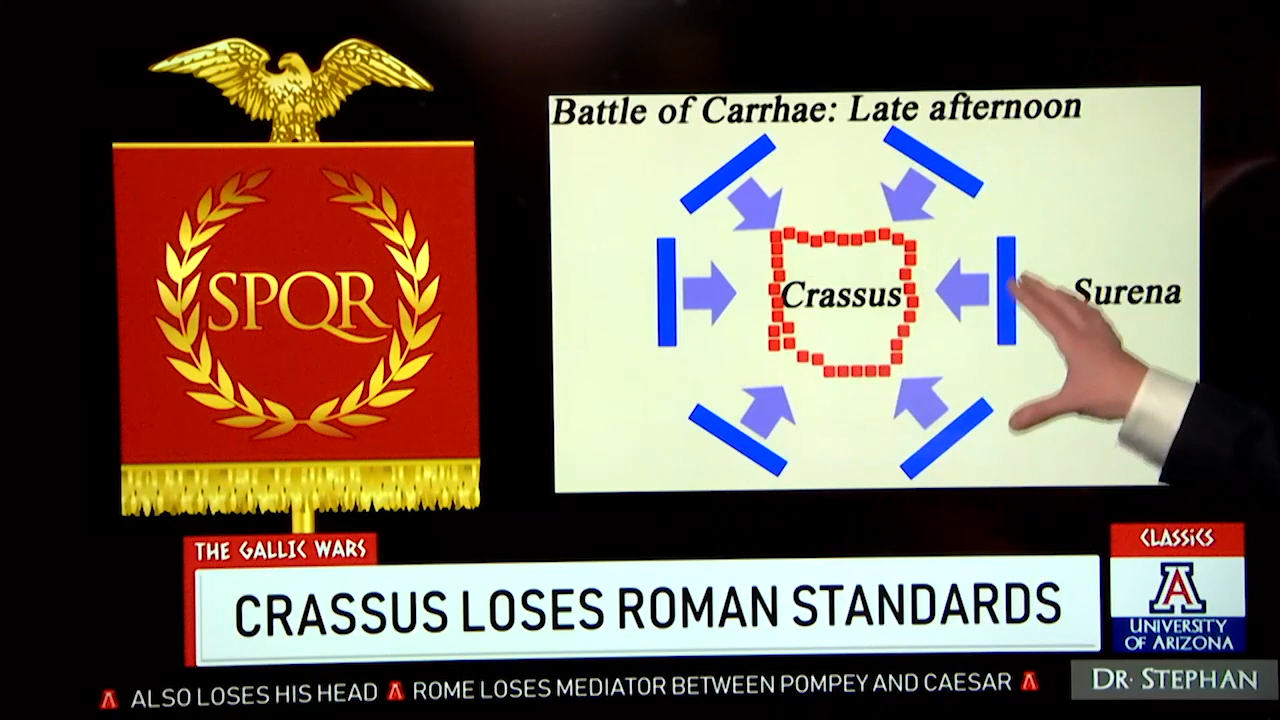 Battle of Carrhae: Late afternoon
SPQR
Crassus
Surena
THE GALLIC WARS
CRASSUS LOSES ROMAN STANDARDS
CLASSICS
A
UNIVERSITY
OF ARIZONA
ALSO LOSES HIS HEAD A ROME LOSES MEDIATOR BETWEEN POMPEY AND CAESAR
DR. STEPHAN